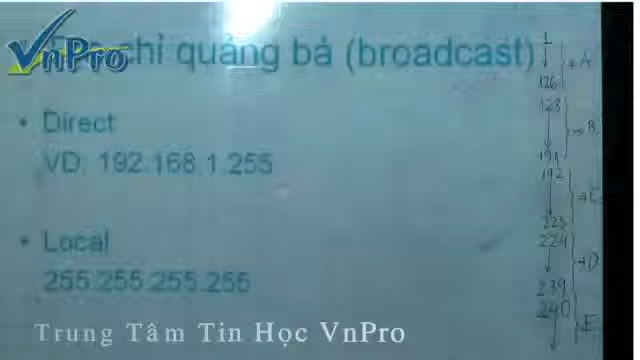 VnPro
chỉ quảng bá (broadcast)
• Direct
VD: 192.168.1.255
• Local
255.255.255.255
1
126
⇒ A
128
191
⇒ B
192
223
⇒ C
224
239
⇒ D
240
⇒ E
Trung Tâm Tin Học VnPro